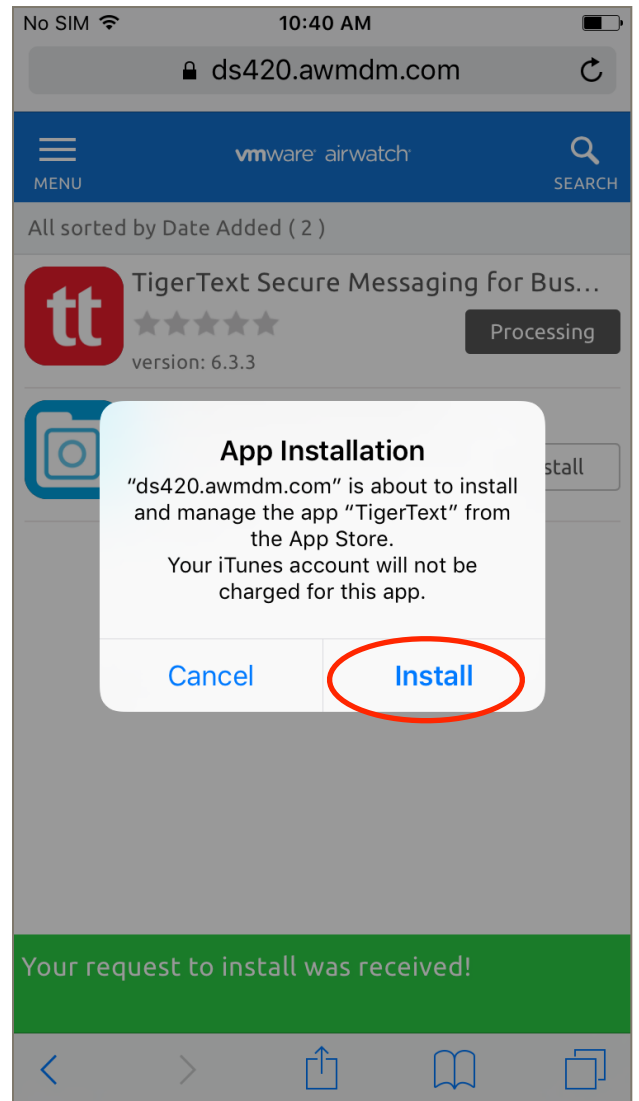 No SIM 10:40 AM
ds420.awmdm.com
MENU
vmware airwatch
SEARCH
All sorted by Date Added ( 2 )
tt
TigerText Secure Messaging for Bus...
Processing
version: 6.3.3
stall
App Installation
“ds420.awmdm.com” is about to install
and manage the app “TigerText” from
the App Store.
Your iTunes account will not be
charged for this app.
Cancel Install
Your request to install was received!